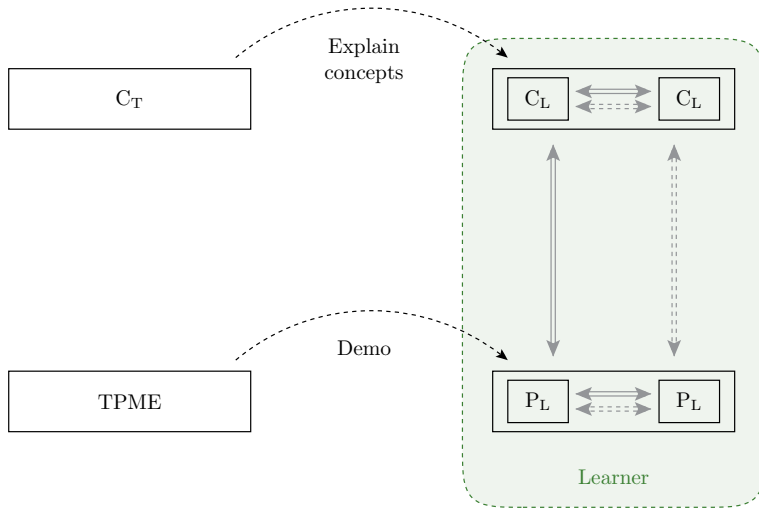 Explain
concepts
C_T
C_L C_L
Demo
TPME
P_L P_L
Learner